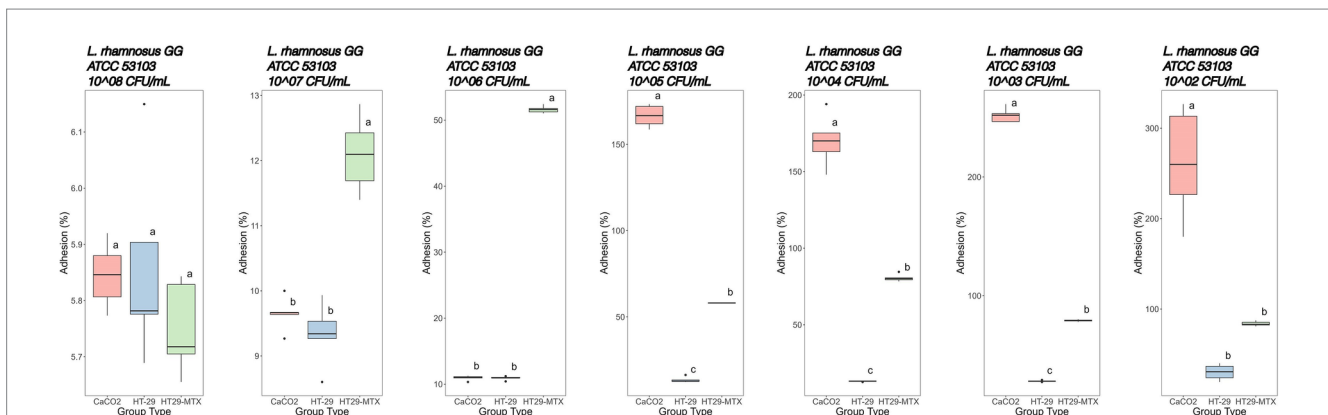 L. rhamnosus GG
ATCC 53103
10^08 CFU/mL
6.1
6.0
5.9
5.8
5.7
Adhesion (%)
a
a
a
CaCO2 HT-29 HT29-MTX
Group Type
L. rhamnosus GG
ATCC 53103
10^07 CFU/mL
13
12
11
10
9
Adhesion (%)
b
b
a
CaCO2 HT-29 HT29-MTX
Group Type
L. rhamnosus GG
ATCC 53103
10^06 CFU/mL
50
40
30
20
10
Adhesion (%)
b
b
a
CaCO2 HT-29 HT29-MTX
Group Type
L. rhamnosus GG
ATCC 53103
10^05 CFU/mL
150
100
50
Adhesion (%)
a
c
b
CaCO2 HT-29 HT29-MTX
Group Type
L. rhamnosus GG
ATCC 53103
10^04 CFU/mL
200
150
100
50
Adhesion (%)
a
c
b
CaCO2 HT-29 HT29-MTX
Group Type
L. rhamnosus GG
ATCC 53103
10^03 CFU/mL
200
100
Adhesion (%)
a
c
b
CaCO2 HT-29 HT29-MTX
Group Type
L. rhamnosus GG
ATCC 53103
10^02 CFU/mL
300
200
100
Adhesion (%)
a
b
b
CaCO2 HT-29 HT29-MTX
Group Type